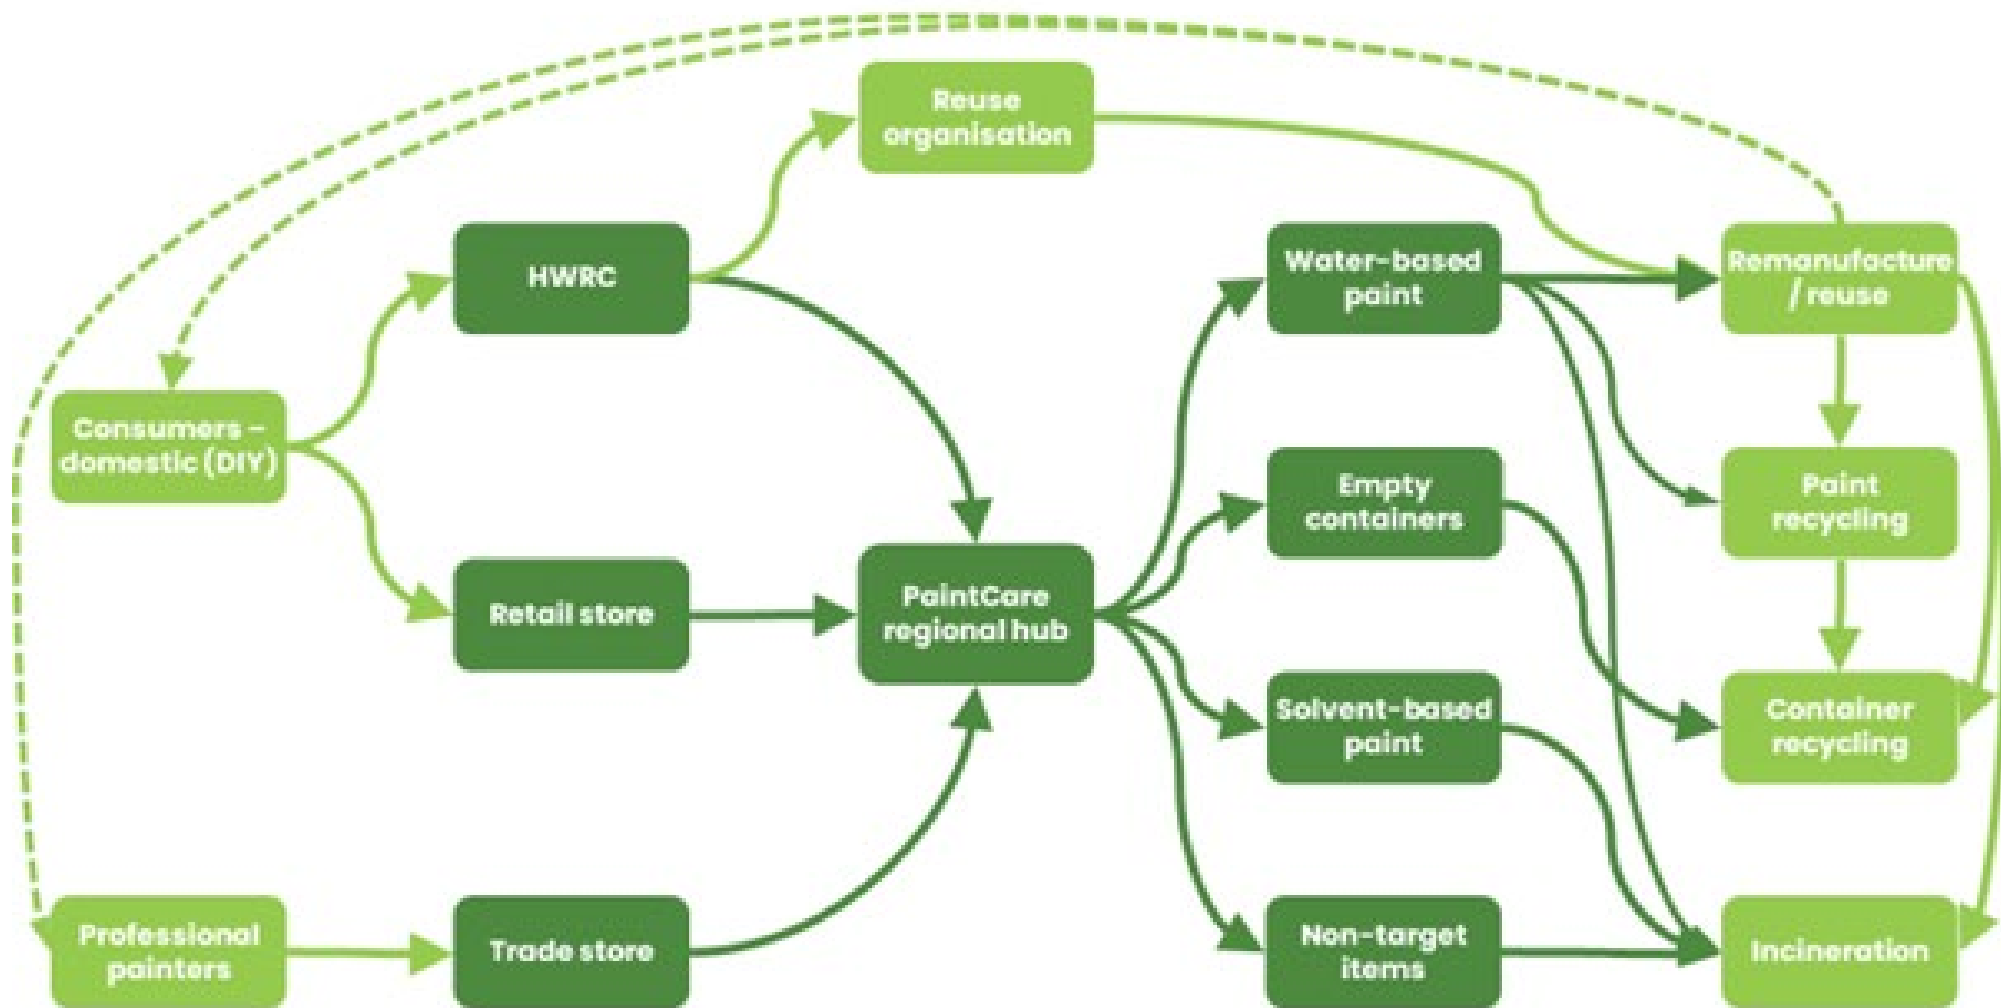 Reuse
organisation
HWRC
Water-based
paint
Remanufacture
/ reuse
Consumers –
domestic (DIY)
Empty
containers
Paint
recycling
Retail store
PaintCare
regional hub
Solvent-based
paint
Container
recycling
Professional
painters
Trade store
Non-target
items
Incineration